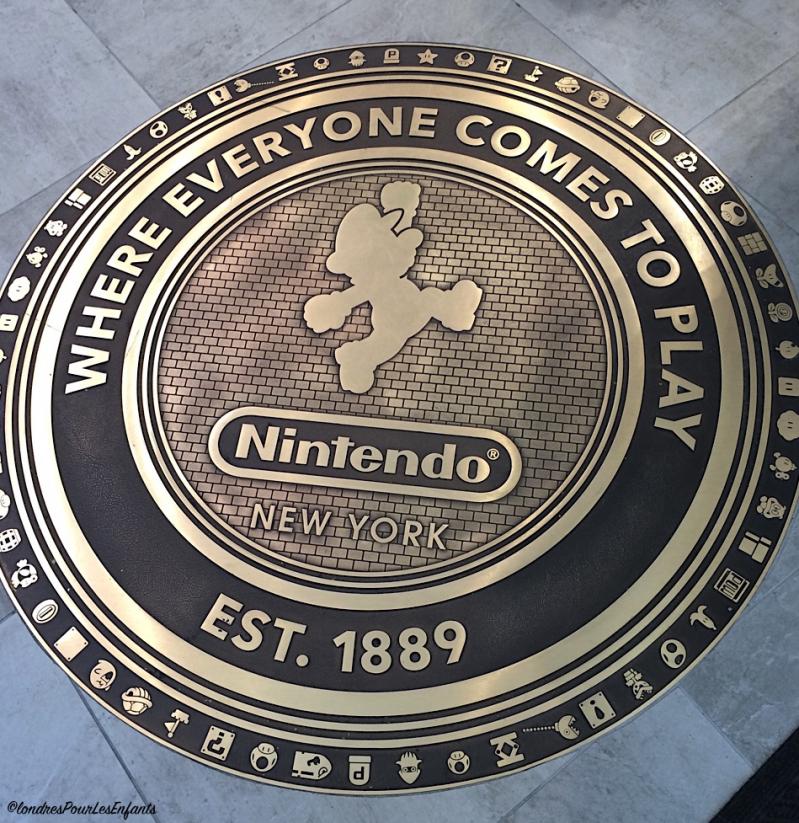 WHERE EVERYONE COMES TO PLAY
Nintendo®
NEW YORK
EST. 1889
©londresPourLesEnfants